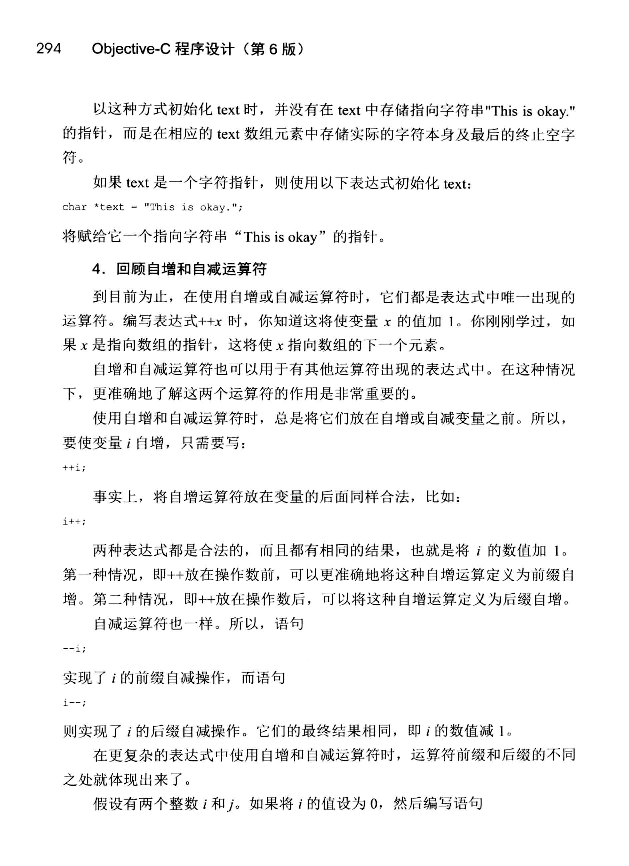 294 Objective-C 程序设计（第 6 版）
以这种方式初始化 text 时，并没有在 text 中存储指向字符串"This is okay."
的指针，而是在相应的 text 数组元素中存储实际的字符本身及最后的终止空字
符。
如果 text 是一个字符指针，则使用以下表达式初始化 text：
char *text = "This is okay.";
将赋给它一个指向字符串“This is okay”的指针。
4．回顾自增和自减运算符
到目前为止，在使用自增或自减运算符时，它们都是表达式中唯一出现的
运算符。编写表达式++x 时，你知道这将使变量 x 的值加 1。你刚刚学过，如
果 x 是指向数组的指针，这将使 x 指向数组的下一个元素。
自增和自减运算符也可以用于有其他运算符出现的表达式中。在这种情况
下，更准确地了解这两个运算符的作用是非常重要的。
使用自增和自减运算符时，总是将它们放在自增或自减变量之前。所以，
要使变量 i 自增，只需要写：
++i;
事实上，将自增运算符放在变量的后面同样合法，比如：
i++;
两种表达式都是合法的，而且都有相同的结果，也就是将 i 的数值加 1。
第一种情况，即++放在操作数前，可以更准确地将这种自增运算定义为前缀自
增。第二种情况，即++放在操作数后，可以将这种自增运算定义为后缀自增。
自减运算符也一样。所以，语句
--i;
实现了 i 的前缀自减操作，而语句
i--;
则实现了 i 的后缀自减操作。它们的最终结果相同，即 i 的数值减 1。
在更复杂的表达式中使用自增和自减运算符时，运算符前缀和后缀的不同
之处就体现出来了。
假设有两个整数 i 和 j。如果将 i 的值设为 0，然后编写语句